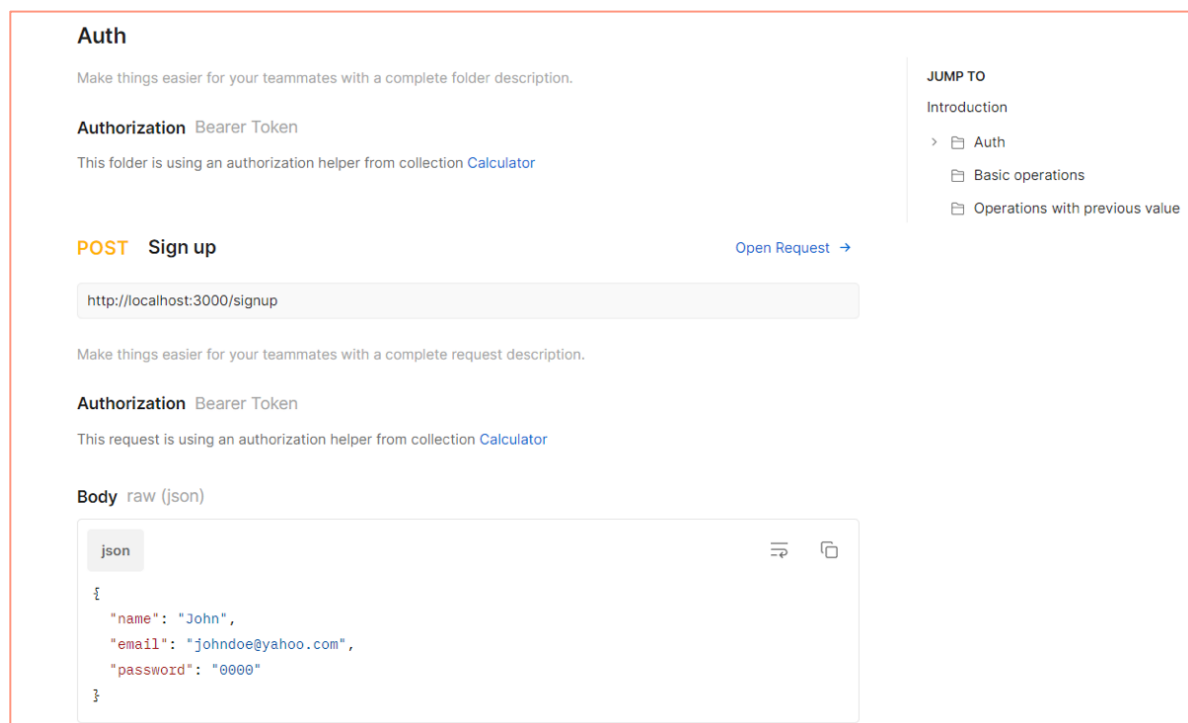 Auth
Make things easier for your teammates with a complete folder description.
Authorization Bearer Token
This folder is using an authorization helper from collection Calculator
POST Sign up
Open Request →
http://localhost:3000/signup
Make things easier for your teammates with a complete request description.
Authorization Bearer Token
This request is using an authorization helper from collection Calculator
Body raw (json)
json
{
"name": "John",
"email": "johndoe@yahoo.com",
"password": "0000"
}
JUMP TO
Introduction
Auth
Basic operations
Operations with previous value